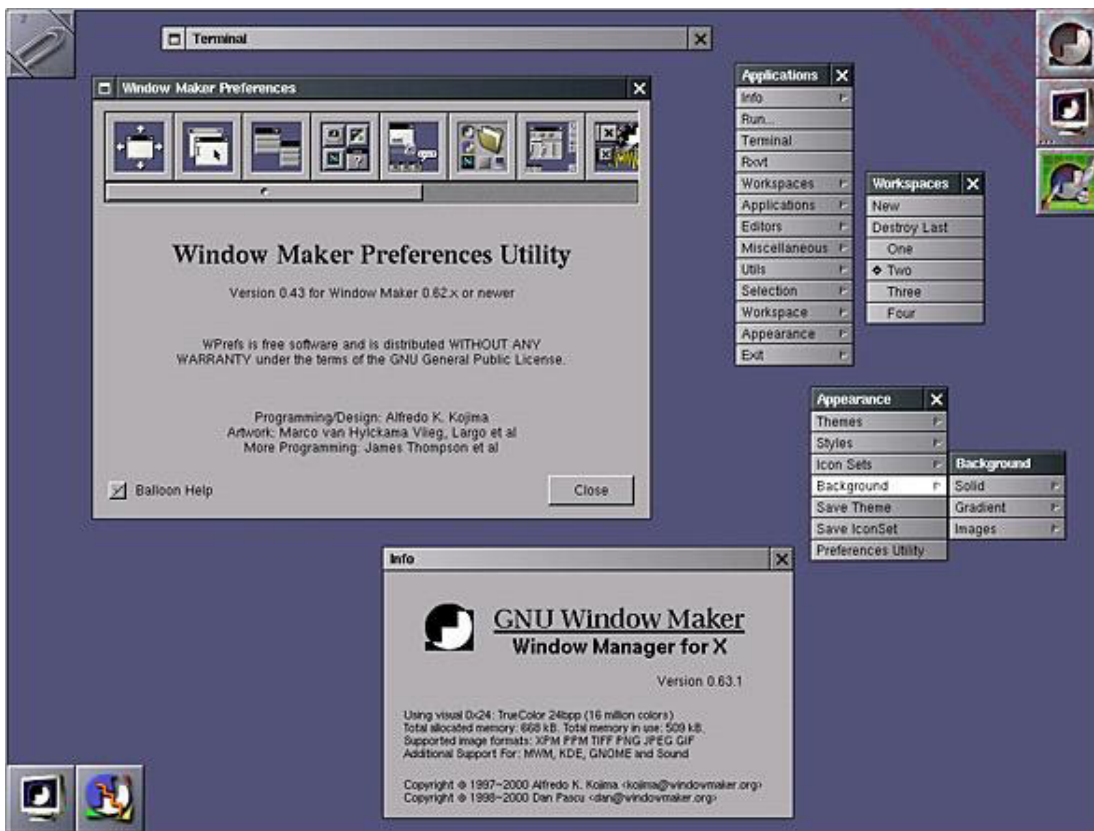 2
Terminal
Window Maker Preferences
Window Maker Preferences Utility
Version 0.43 for Window Maker 0.62.x or newer
WPrefs is free software and is distributed WITHOUT ANY
WARRANTY under the terms of the GNU General Public License.
Programming/Design: Alfredo K. Kojima
Artwork: Marco van Hylckama Vlieg, Largo et al
More Programming: James Thompson et al
Balloon Help
Close
Applications
Info
Run...
Terminal
Rxvt
Workspaces
Applications
Editors
Miscellaneous
Utils
Selection
Workspace
Appearance
Exit
Workspaces
New
Destroy Last
One
Two
Three
Four
Appearance
Themes
Styles
Icon Sets
Background
Save Theme
Save IconSet
Preferences Utility
Background
Solid
Gradient
Images
Info
GNU Window Maker
Window Manager for X
Version 0.63.1
Using visual 0x24: TrueColor 24bpp (16 million colors)
Total allocated memory: 668 kB. Total memory in use: 509 kB.
Supported image formats: XPM PPM TIFF PNG JPEG GIF
Additional Support For: MWM, KDE, GNOME and Sound
Copyright © 1997-2000 Alfredo K. Kojima <kojima@windowmaker.org>
Copyright © 1998-2000 Dan Pascu <dan@windowmaker.org>